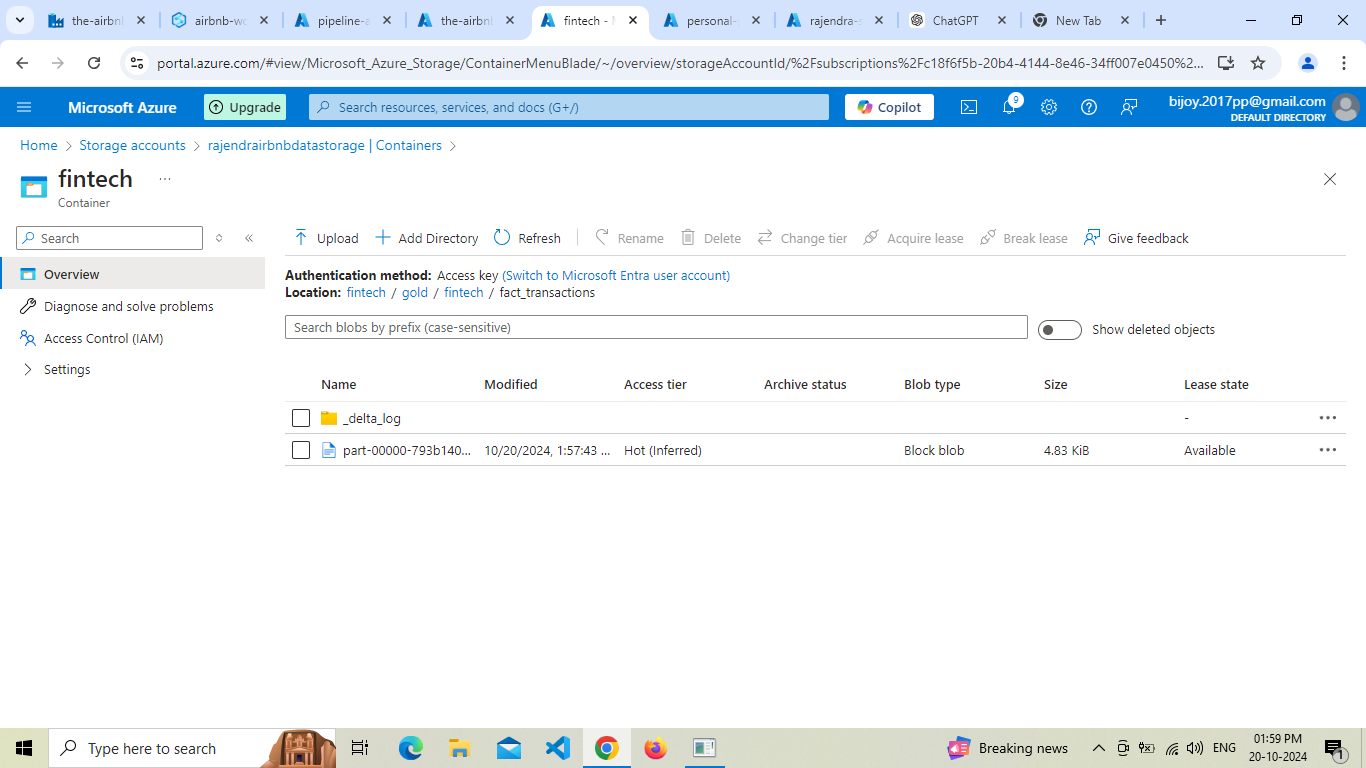 the-airbnb
airbnb-wo
pipeline-a
the-airbnb
fintech - M
personal-
rajendra-s
ChatGPT
New Tab
portal.azure.com/#view/Microsoft_Azure_Storage/ContainerMenuBlade/~/overview/storageAccountId/%2Fsubscriptions%2Fc18f6f5b-20b4-4144-8e46-34ff007e0450%2...
Microsoft Azure
Upgrade
Search resources, services, and docs (G+/)
Copilot
9
bijoy.2017pp@gmail.com
DEFAULT DIRECTORY
Home > Storage accounts > rajendrairbnbdatastorage | Containers >
fintech ...
Container
Search
Overview
Diagnose and solve problems
Access Control (IAM)
Settings
Upload Add Directory Refresh Rename Delete Change tier Acquire lease Break lease Give feedback
Authentication method: Access key (Switch to Microsoft Entra user account)
Location: fintech / gold / fintech / fact_transactions
Search blobs by prefix (case-sensitive)
Show deleted objects
Name Modified Access tier Archive status Blob type Size Lease state
_delta_log -
part-00000-793b140... 10/20/2024, 1:57:43 ... Hot (Inferred) Block blob 4.83 KiB Available
Type here to search
Breaking news
ENG
01:59 PM
20-10-2024
1